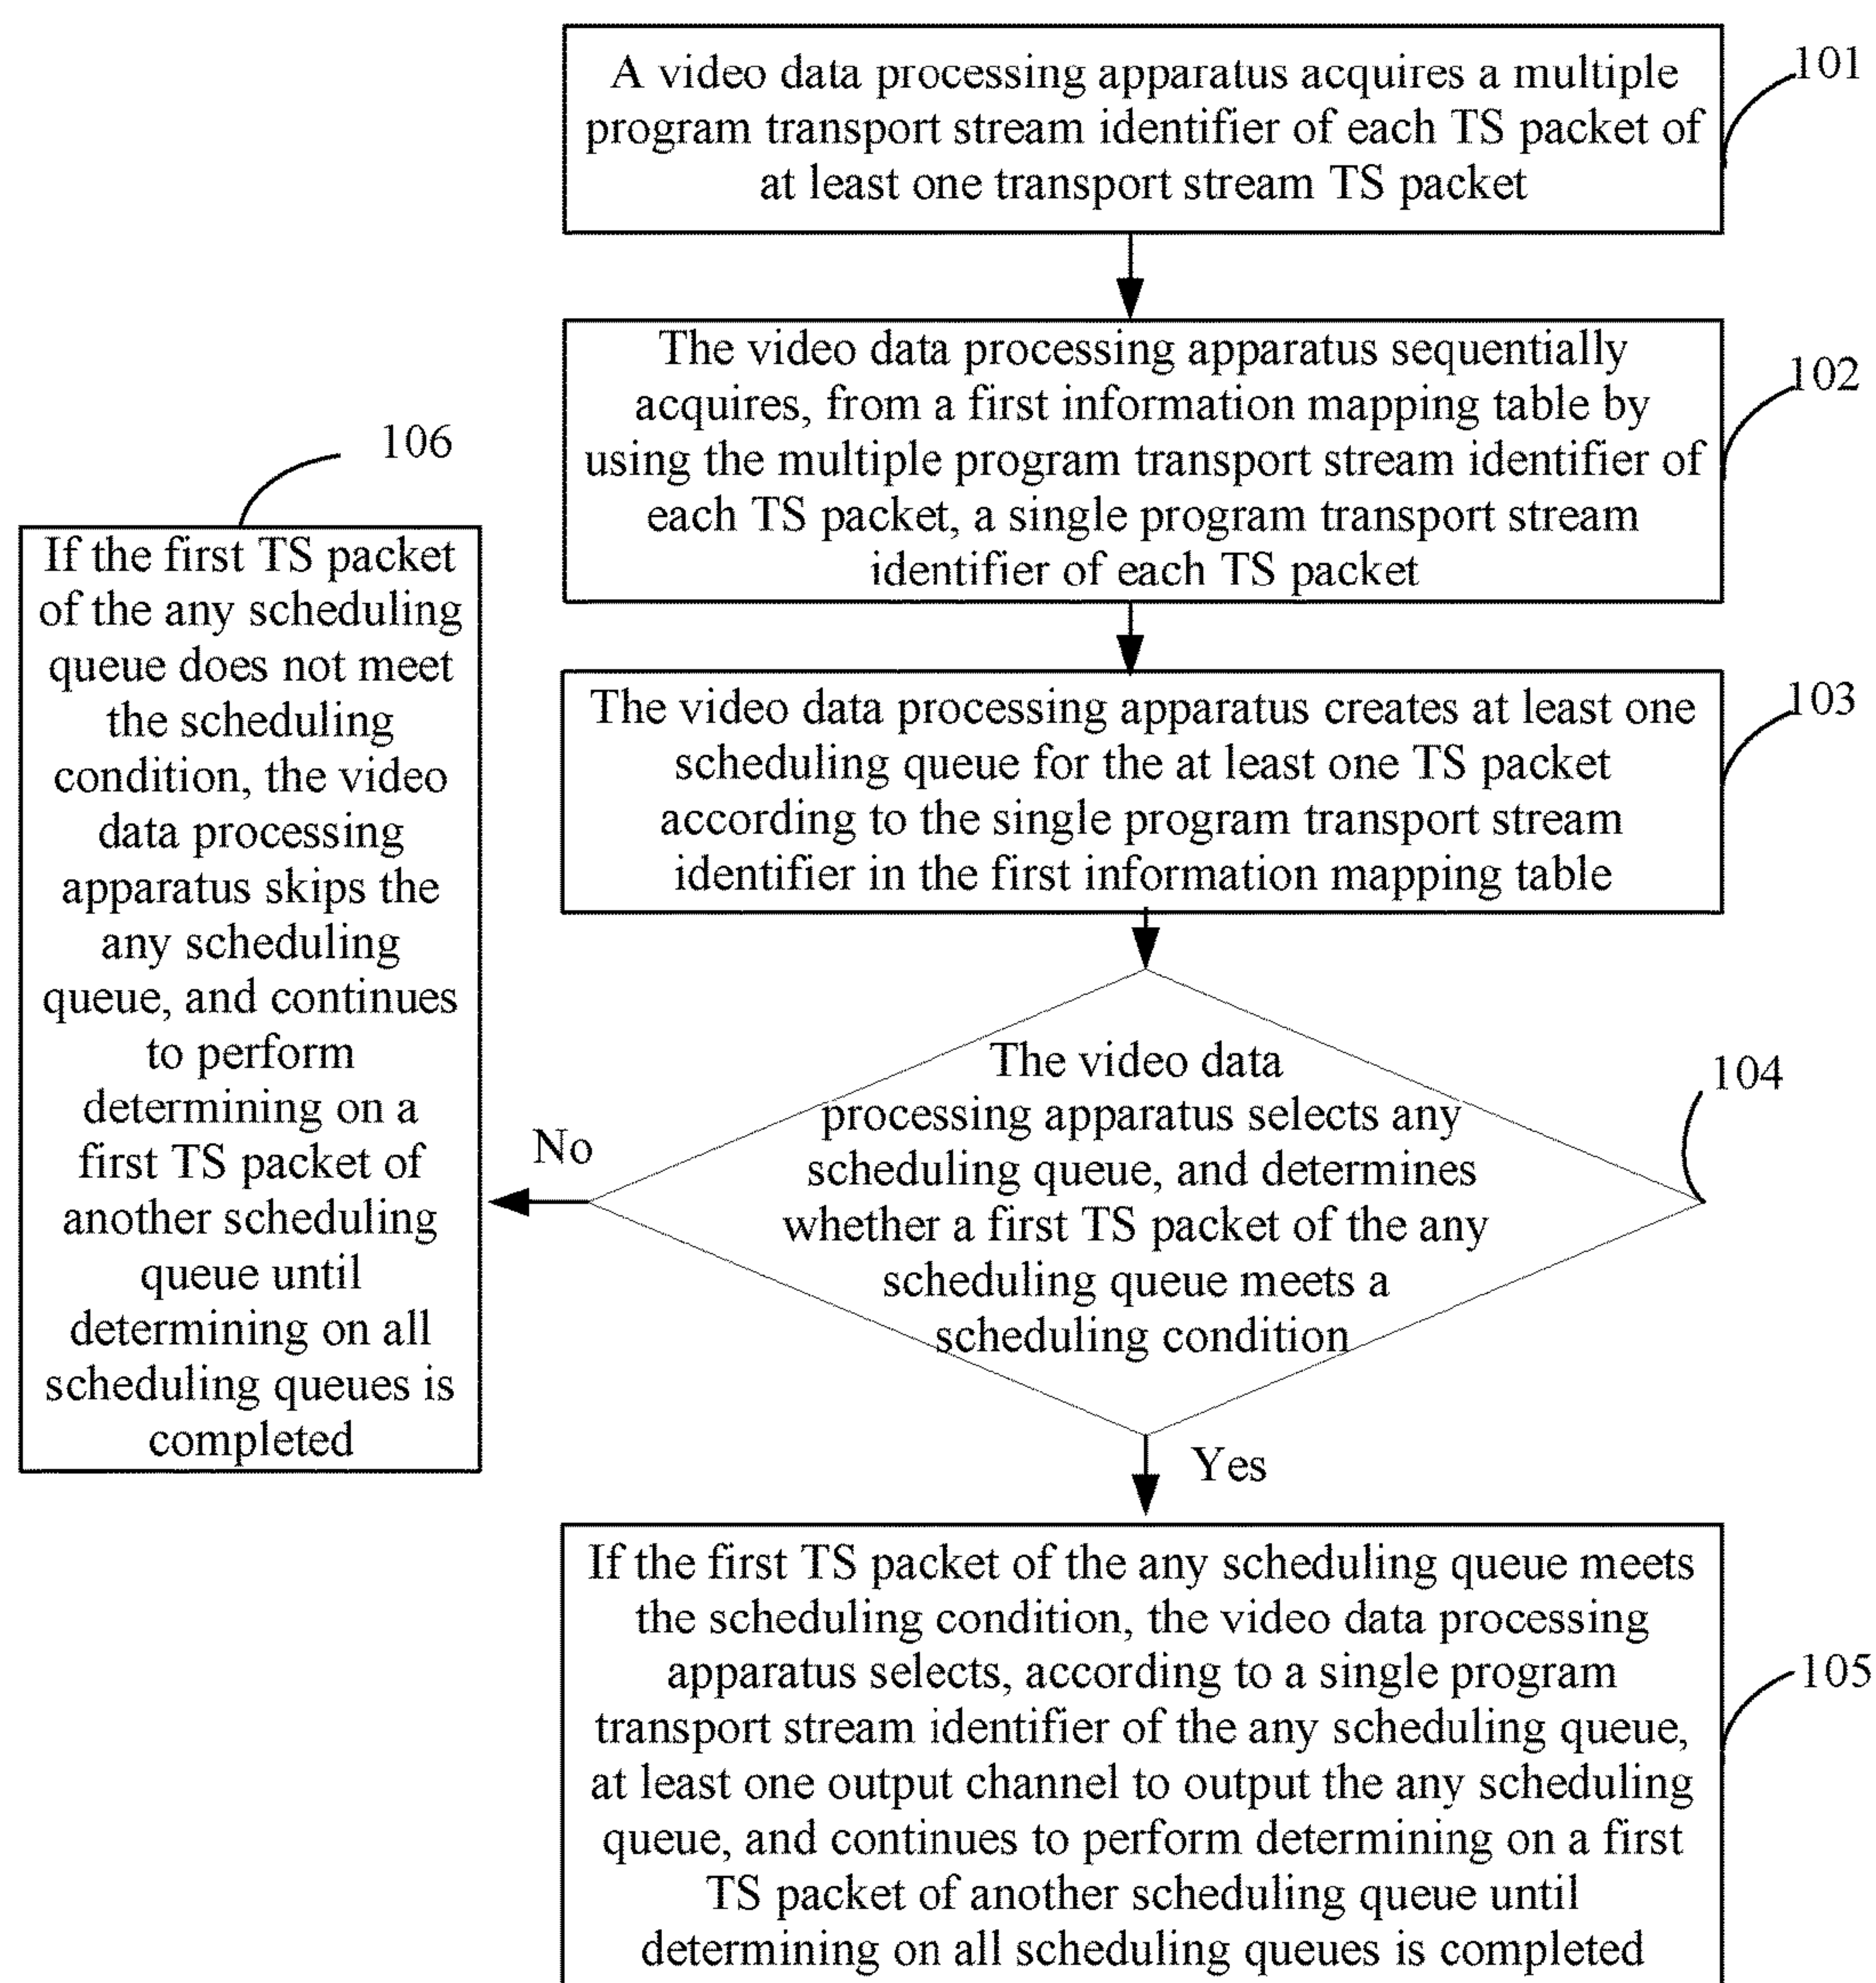 A video data processing apparatus acquires a multiple
program transport stream identifier of each TS packet of
at least one transport stream TS packet
101
The video data processing apparatus sequentially
acquires, from a first information mapping table by
using the multiple program transport stream identifier of
each TS packet, a single program transport stream
identifier of each TS packet
102
The video data processing apparatus creates at least one
scheduling queue for the at least one TS packet
according to the single program transport stream
identifier in the first information mapping table
103
The video data
processing apparatus selects any
scheduling queue, and determines
whether a first TS packet of the any
scheduling queue meets a
scheduling condition
104
No
106
If the first TS packet
of the any scheduling
queue does not meet
the scheduling
condition, the video
data processing
apparatus skips the
any scheduling
queue, and continues
to perform
determining on a
first TS packet of
another scheduling
queue until
determining on all
scheduling queues is
completed
Yes
If the first TS packet of the any scheduling queue meets
the scheduling condition, the video data processing
apparatus selects, according to a single program
transport stream identifier of the any scheduling queue,
at least one output channel to output the any scheduling
queue, and continues to perform determining on a first
TS packet of another scheduling queue until
determining on all scheduling queues is completed
105